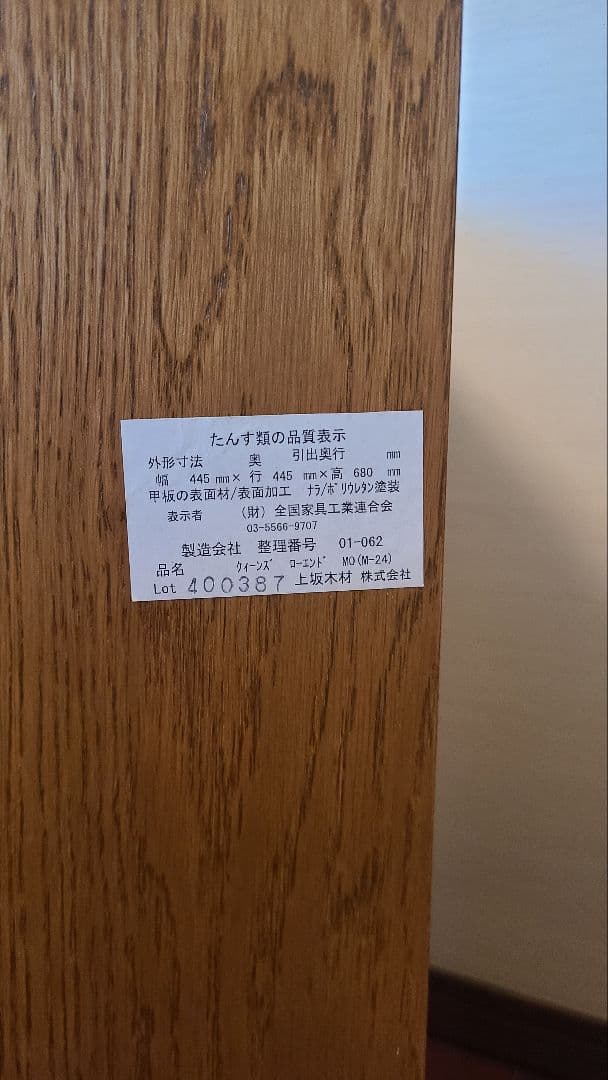 たんす類の品質表示
外形寸法 奥 引出奥行 mm
幅 445 mm× 行 445 mm×高 680 mm
甲板の表面材/表面加工 ナラ/ポリウレタン塗装
表示者 (財)全国家具工業連合会
03-5566-9707
製造会社 整理番号 01-062
品名 クィーンズ ローエンド MO(M-24)
Lot 400387 上坂木材 株式会社